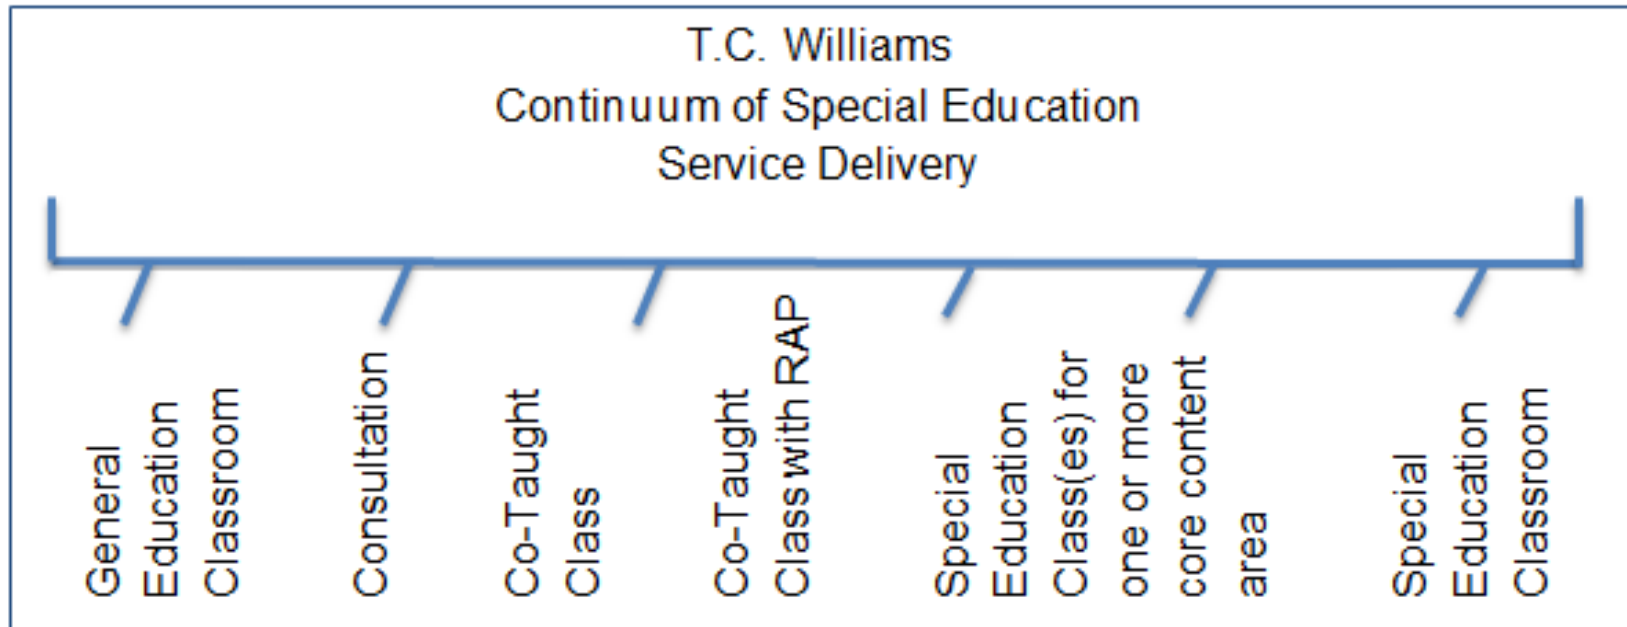 T.C. Williams
Continuum of Special Education
Service Delivery
General
Education
Classroom
Consultation
Co-Taught
Class
Co-Taught
Class with RAP
Special
Education
Class(es) for
one or more
core content
area
Special
Education
Classroom